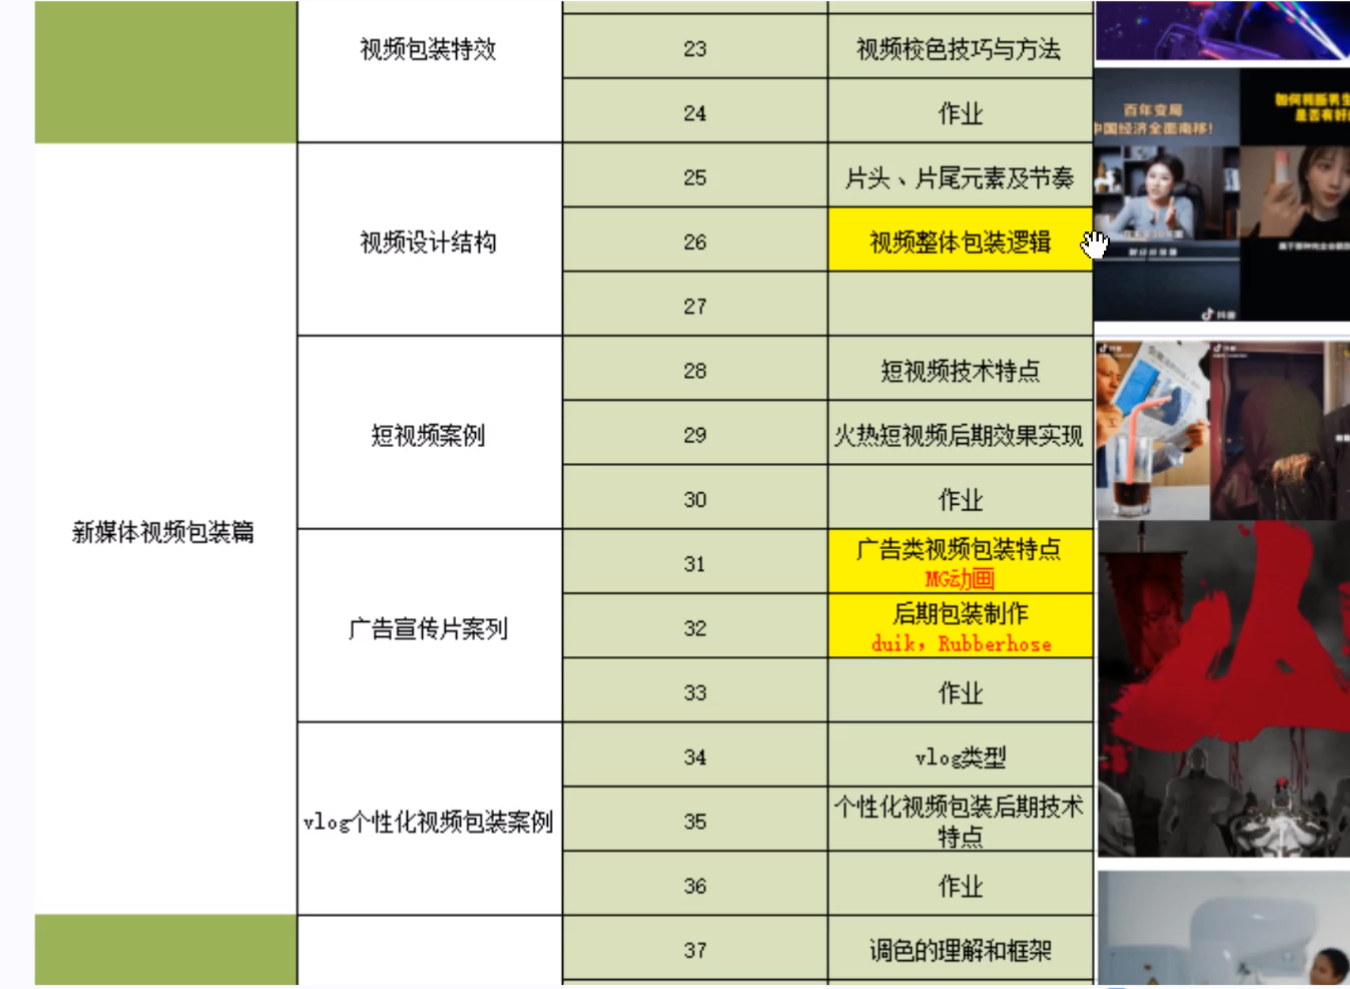 视频包装特效
23
视频校色技巧与方法
24
作业
新媒体视频包装篇
视频设计结构
25
片头、片尾元素及节奏
26
视频整体包装逻辑
27
短视频案例
28
短视频技术特点
29
火热短视频后期效果实现
30
作业
广告宣传片案列
31
广告类视频包装特点
MG动画
32
后期包装制作
duik，Rubberhose
33
作业
vlog个性化视频包装案例
34
vlog类型
35
个性化视频包装后期技术
特点
36
作业
37
调色的理解和框架
百年变局
中国经济全面南移！
如何判断男生
是否有好
抖音